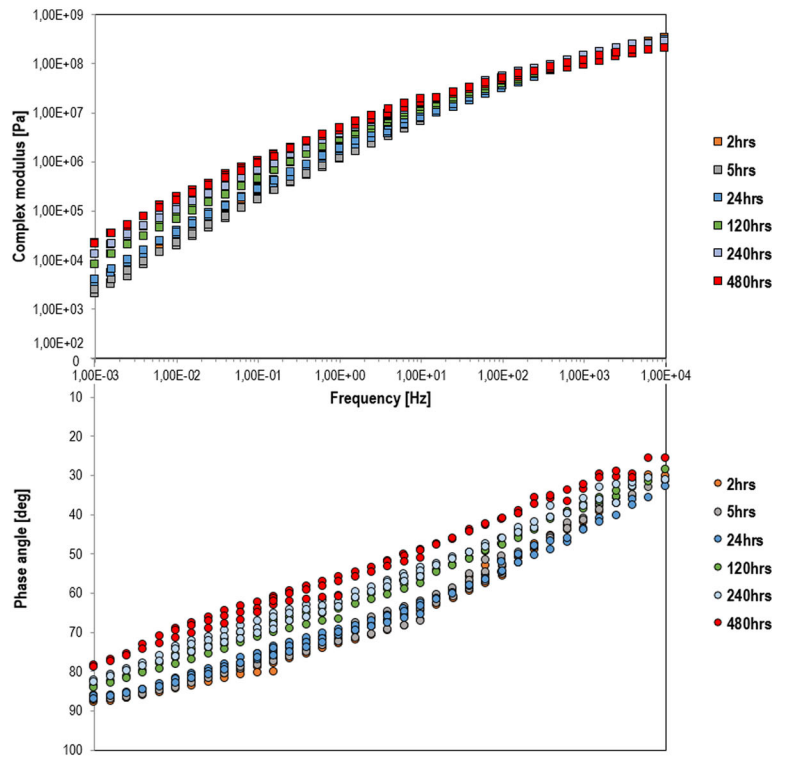 1,00E+09
1,00E+08
1,00E+07
1,00E+06
1,00E+05
1,00E+04
1,00E+03
1,00E+02
Complex modulus [Pa]
2hrs
5hrs
24hrs
120hrs
240hrs
480hrs
0
1,00E-03 1,00E-02 1,00E-01 1,00E+00 1,00E+01 1,00E+02 1,00E+03 1,00E+04
Frequency [Hz]
10
20
30
40
50
60
70
80
90
100
Phase angle [deg]
2hrs
5hrs
24hrs
120hrs
240hrs
480hrs